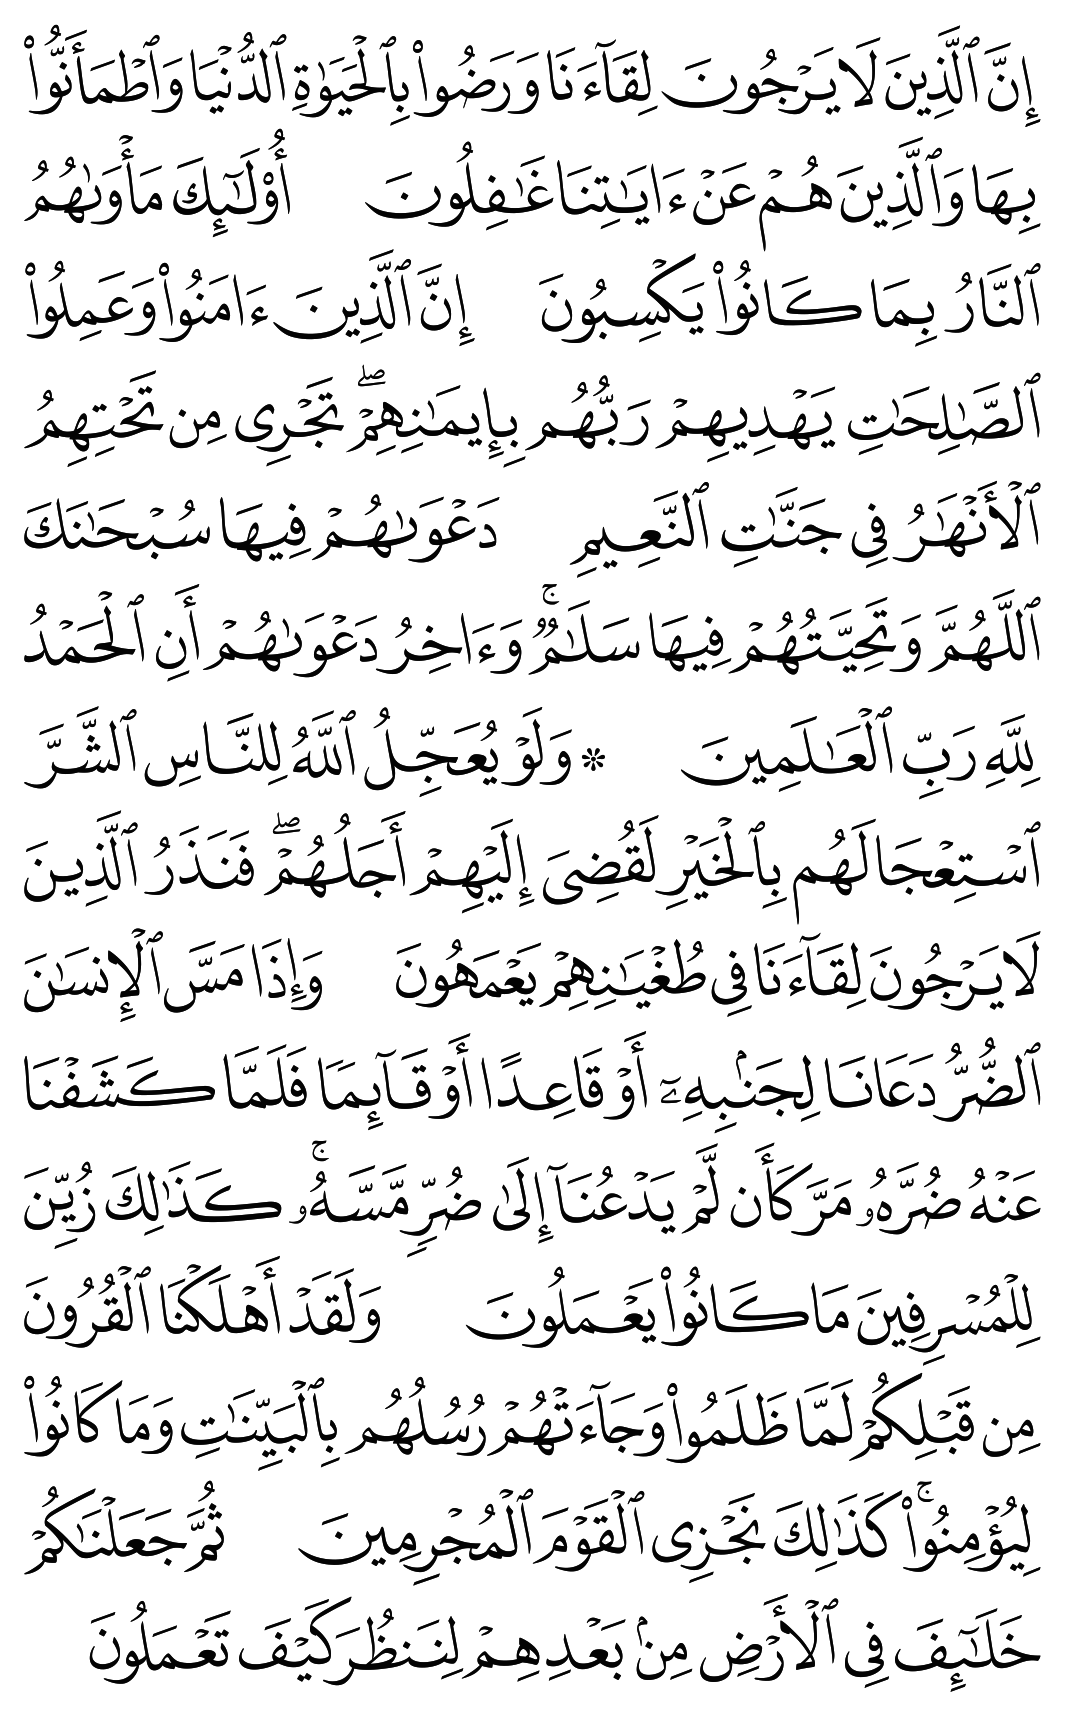 إِنَّ ٱلَّذِينَ لَا يَرْجُونَ لِقَآءَنَا وَرَضُوا۟ بِٱلْحَيَوٰةِ ٱلدُّنْيَا وَٱطْمَأَنُّوا۟
بِهَا وَٱلَّذِينَ هُمْ عَنْ ءَايَـٰتِنَا غَـٰفِلُونَ أُو۟لَـٰٓئِكَ مَأْوَىٰهُمُ
ٱلنَّارُ بِمَا كَانُوا۟ يَكْسِبُونَ إِنَّ ٱلَّذِينَ ءَامَنُوا۟ وَعَمِلُوا۟
ٱلصَّـٰلِحَـٰتِ يَهْدِيهِمْ رَبُّهُم بِإِيمَـٰنِهِمْ ۖ تَجْرِى مِن تَحْتِهِمُ
ٱلْأَنْهَـٰرُ فِى جَنَّـٰتِ ٱلنَّعِيمِ دَعْوَىٰهُمْ فِيهَا سُبْحَـٰنَكَ
ٱللَّهُمَّ وَتَحِيَّتُهُمْ فِيهَا سَلَـٰمٌ ۚ وَءَاخِرُ دَعْوَىٰهُمْ أَنِ ٱلْحَمْدُ
لِلَّهِ رَبِّ ٱلْعَـٰلَمِينَ * وَلَوْ يُعَجِّلُ ٱللَّهُ لِلنَّاسِ ٱلشَّرَّ
ٱسْتِعْجَالَهُم بِٱلْخَيْرِ لَقُضِىَ إِلَيْهِمْ أَجَلُهُمْ ۖ فَنَذَرُ ٱلَّذِينَ
لَا يَرْجُونَ لِقَآءَنَا فِى طُغْيَـٰنِهِمْ يَعْمَهُونَ وَإِذَا مَسَّ ٱلْإِنسَـٰنَ
ٱلضُّرُّ دَعَانَا لِجَنۢبِهِۦٓ أَوْ قَاعِدًا أَوْ قَآئِمًا فَلَمَّا كَشَفْنَا
عَنْهُ ضُرَّهُۥ مَرَّ كَأَن لَّمْ يَدْعُنَآ إِلَىٰ ضُرٍّ مَّسَّهُۥ ۚ كَذَٰلِكَ زُيِّنَ
لِلْمُسْرِفِينَ مَا كَانُوا۟ يَعْمَلُونَ وَلَقَدْ أَهْلَكْنَا ٱلْقُرُونَ
مِن قَبْلِكُمْ لَمَّا ظَلَمُوا۟ وَجَآءَتْهُمْ رُسُلُهُم بِٱلْبَيِّنَـٰتِ وَمَا كَانُوا۟
لِيُؤْمِنُوا۟ ۚ كَذَٰلِكَ نَجْزِى ٱلْقَوْمَ ٱلْمُجْرِمِينَ ثُمَّ جَعَلْنَـٰكُمْ
خَلَـٰٓئِفَ فِى ٱلْأَرْضِ مِنۢ بَعْدِهِمْ لِنَنظُرَ كَيْفَ تَعْمَلُونَ